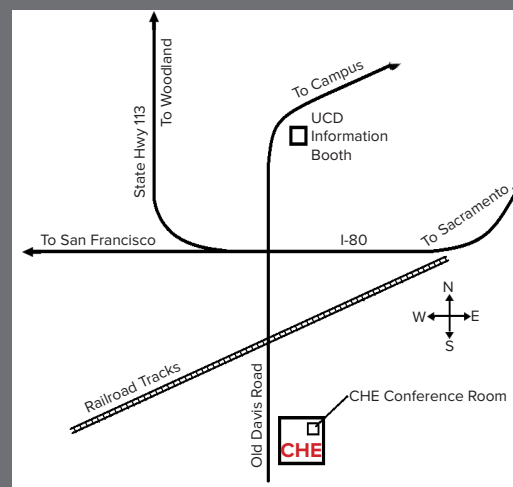 To Woodland
State Hwy 113
To Campus
UCD
Information
Booth
To San Francisco
I-80
To Sacramento
N
W
E
S
Railroad Tracks
Old Davis Road
CHE Conference Room
CHE